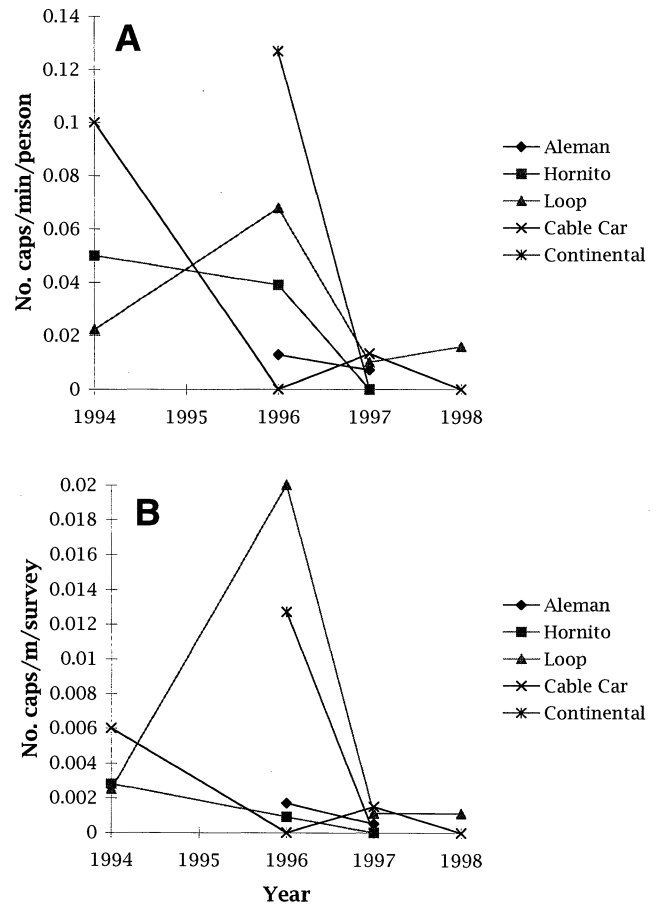 A
No. caps/min/person
0.14
0.12
0.1
0.08
0.06
0.04
0.02
0
1994 1995 1996 1997 1998
Aleman
Hornito
Loop
Cable Car
Continental
B
No. caps/m/survey
0.02
0.018
0.016
0.014
0.012
0.01
0.008
0.006
0.004
0.002
0
1994 1995 1996 1997 1998
Year
Aleman
Hornito
Loop
Cable Car
Continental